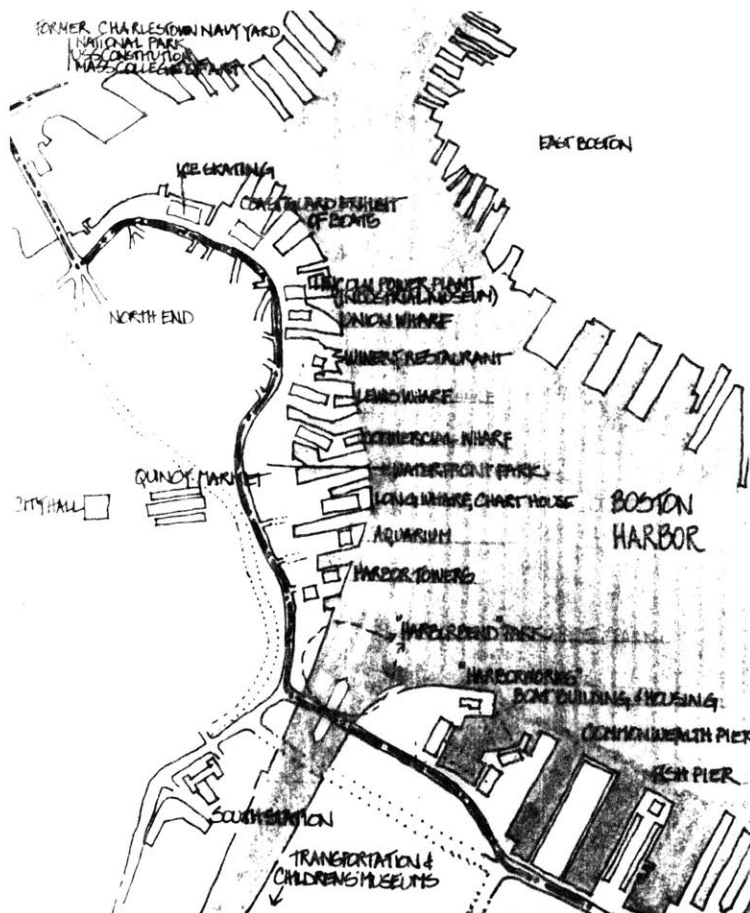 FORMER CHARLESTOWN NAVY YARD
NATIONAL PARK
USS CONSTITUTION
MASS COLLEGE OF ART
EAST BOSTON
ICE SKATING
COAST GUARD EXHIBIT
OF BOATS
LINCOLN POWER PLANT
(INDUSTRIAL MUSEUM)
NORTH END
UNION WHARF
RESTAURANT
LEWIS WHARF
COMMERCIAL WHARF
WATERFRONT PARK
QUINCY MARKET
CITY HALL
LONG WHARF, CHART HOUSE
BOSTON
HARBOR
AQUARIUM
HARBOR TOWERS
"HARBORBEND" PARK
"HARBORWORKS"
BOAT BUILDING & HOUSING
COMMONWEALTH PIER
FISH PIER
SOUTH STATION
TRANSPORTATION &
CHILDRENS MUSEUMS